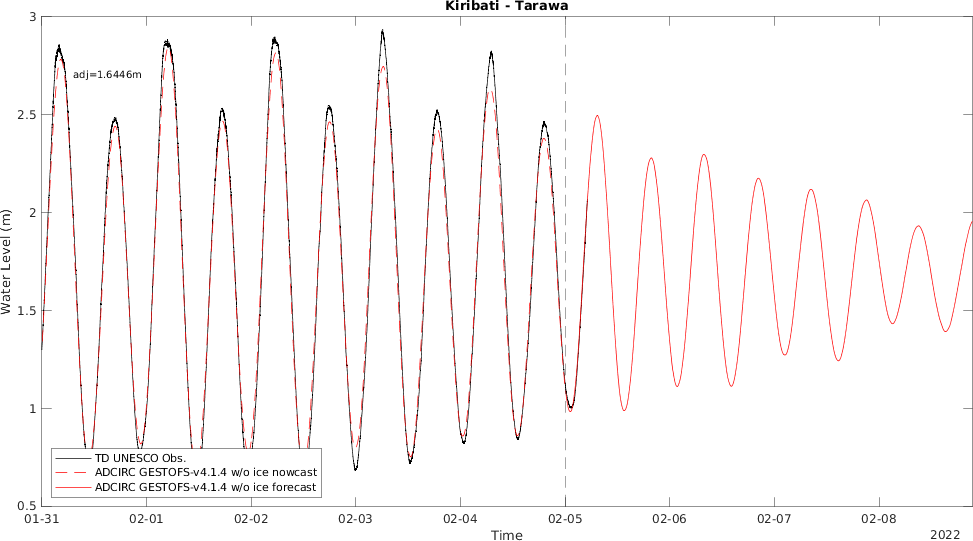 Kiribati - Tarawa
3
adj=1.6446m
2.5
2
Water Level (m)
1.5
1
TD UNESCO Obs.
ADCIRC GESTOFS-v4.1.4 w/o ice nowcast
ADCIRC GESTOFS-v4.1.4 w/o ice forecast
0.5
01-31 02-01 02-02 02-03 02-04 02-05 02-06 02-07 02-08
Time
2022